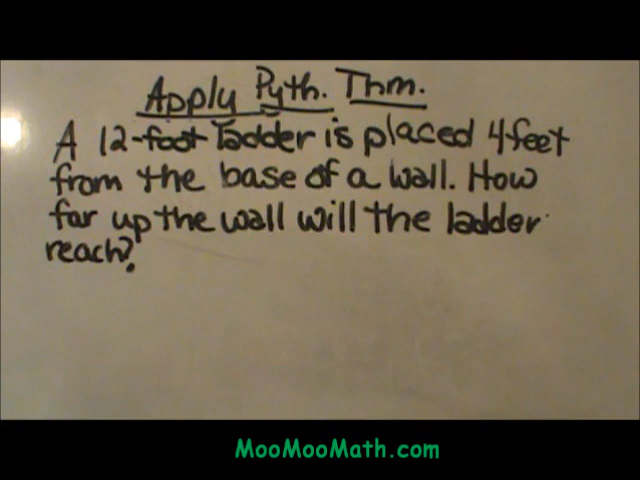 Apply Pyth. Thm.
A 12-foot ladder is placed 4 feet
from the base of a wall. How
far up the wall will the ladder
reach?
MooMooMath.com